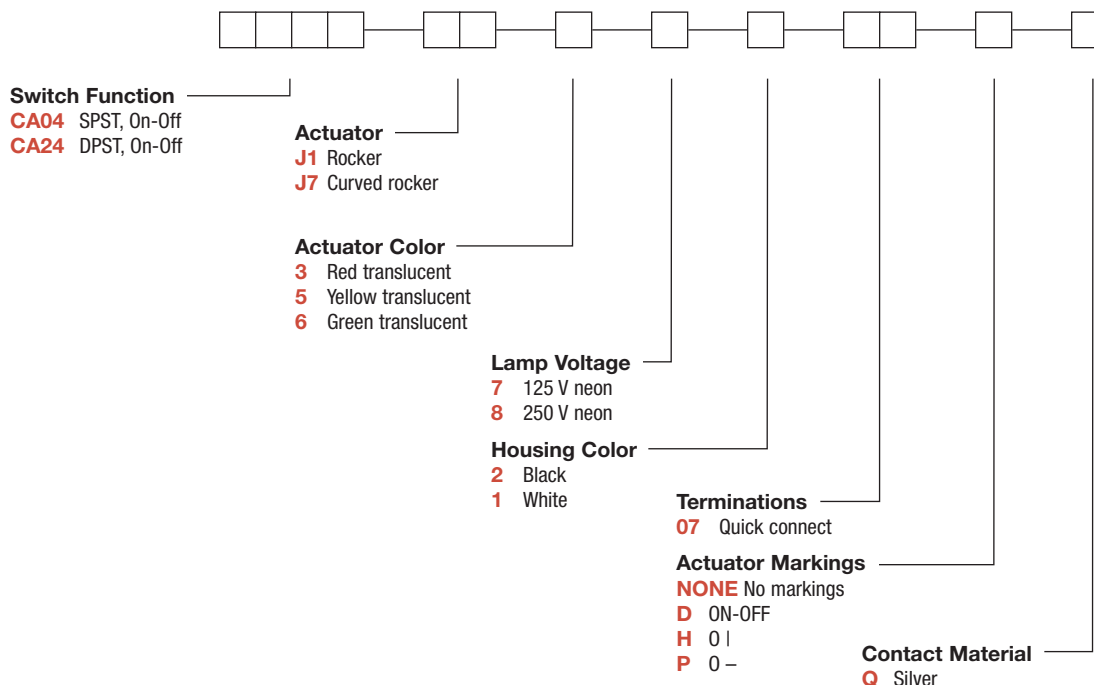 Switch Function
CA04 SPST, On-Off
CA24 DPST, On-Off
Actuator
J1 Rocker
J7 Curved rocker
Actuator Color
3 Red translucent
5 Yellow translucent
6 Green translucent
Lamp Voltage
7 125 V neon
8 250 V neon
Housing Color
2 Black
1 White
Terminations
07 Quick connect
Actuator Markings
NONE No markings
D ON-OFF
H 0 |
P 0 –
Contact Material
Q Silver